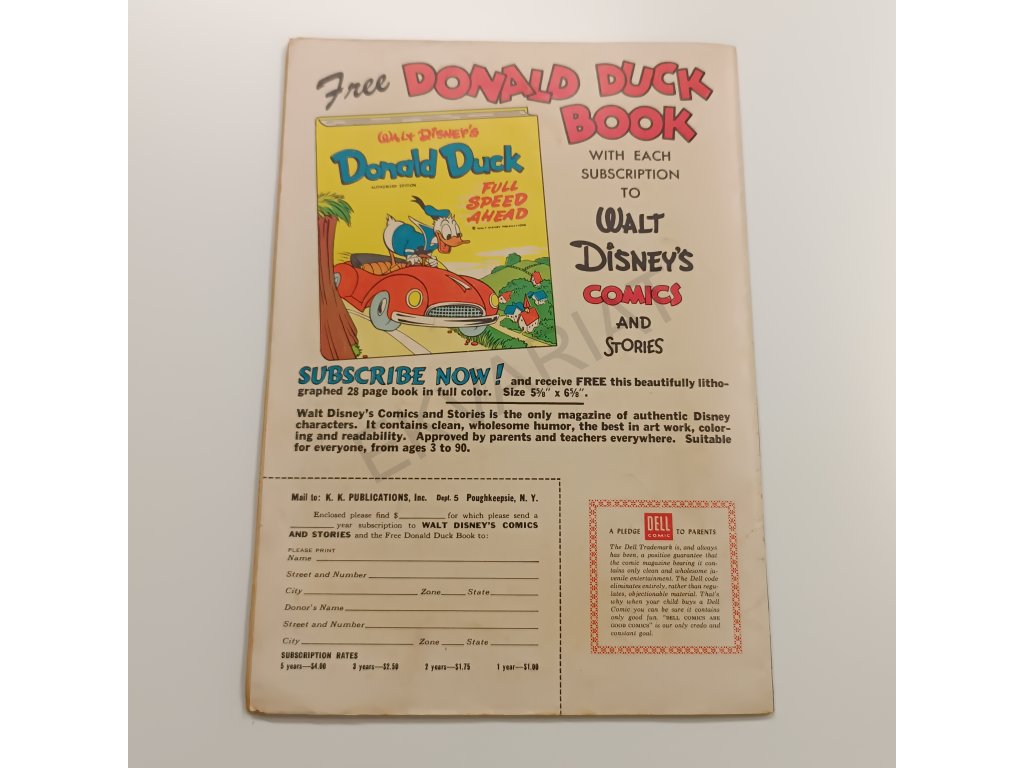 Free DONALD DUCK
BOOK
WITH EACH
SUBSCRIPTION
TO
WALT
DISNEY'S
COMICS
AND
STORIES
WALT DISNEY'S
Donald Duck
AUTHORIZED EDITION
FULL
SPEED
AHEAD
© WALT DISNEY PRODUCTIONS
SUBSCRIBE NOW! and receive FREE this beautifully litho-
graphed 28 page book in full color. Size 5⅝" x 6⅝".
Walt Disney's Comics and Stories is the only magazine of authentic Disney
characters. It contains clean, wholesome humor, the best in art work, color-
ing and readability. Approved by parents and teachers everywhere. Suitable
for everyone, from ages 3 to 90.
Mail to: K. K. PUBLICATIONS, Inc. Dept. 5 Poughkeepsie, N. Y.
Enclosed please find $ for which please send a
year subscription to WALT DISNEY'S COMICS
AND STORIES and the Free Donald Duck Book to:
PLEASE PRINT
Name
Street and Number
City Zone State
Donor's Name
Street and Number
City Zone State
SUBSCRIPTION RATES
5 years—$4.00 3 years—$2.50 2 years—$1.75 1 year—$1.00
A PLEDGE DELL COMIC TO PARENTS
The Dell Trademark is, and always
has been, a positive guarantee that
the comic magazine bearing it con-
tains only clean and wholesome ju-
venile entertainment. The Dell code
eliminates entirely, rather than regu-
lates, objectionable material. That's
why when your child buys a Dell
Comic you can be sure it contains
only good fun. "DELL COMICS ARE
GOOD COMICS" is our only credo and
constant goal.